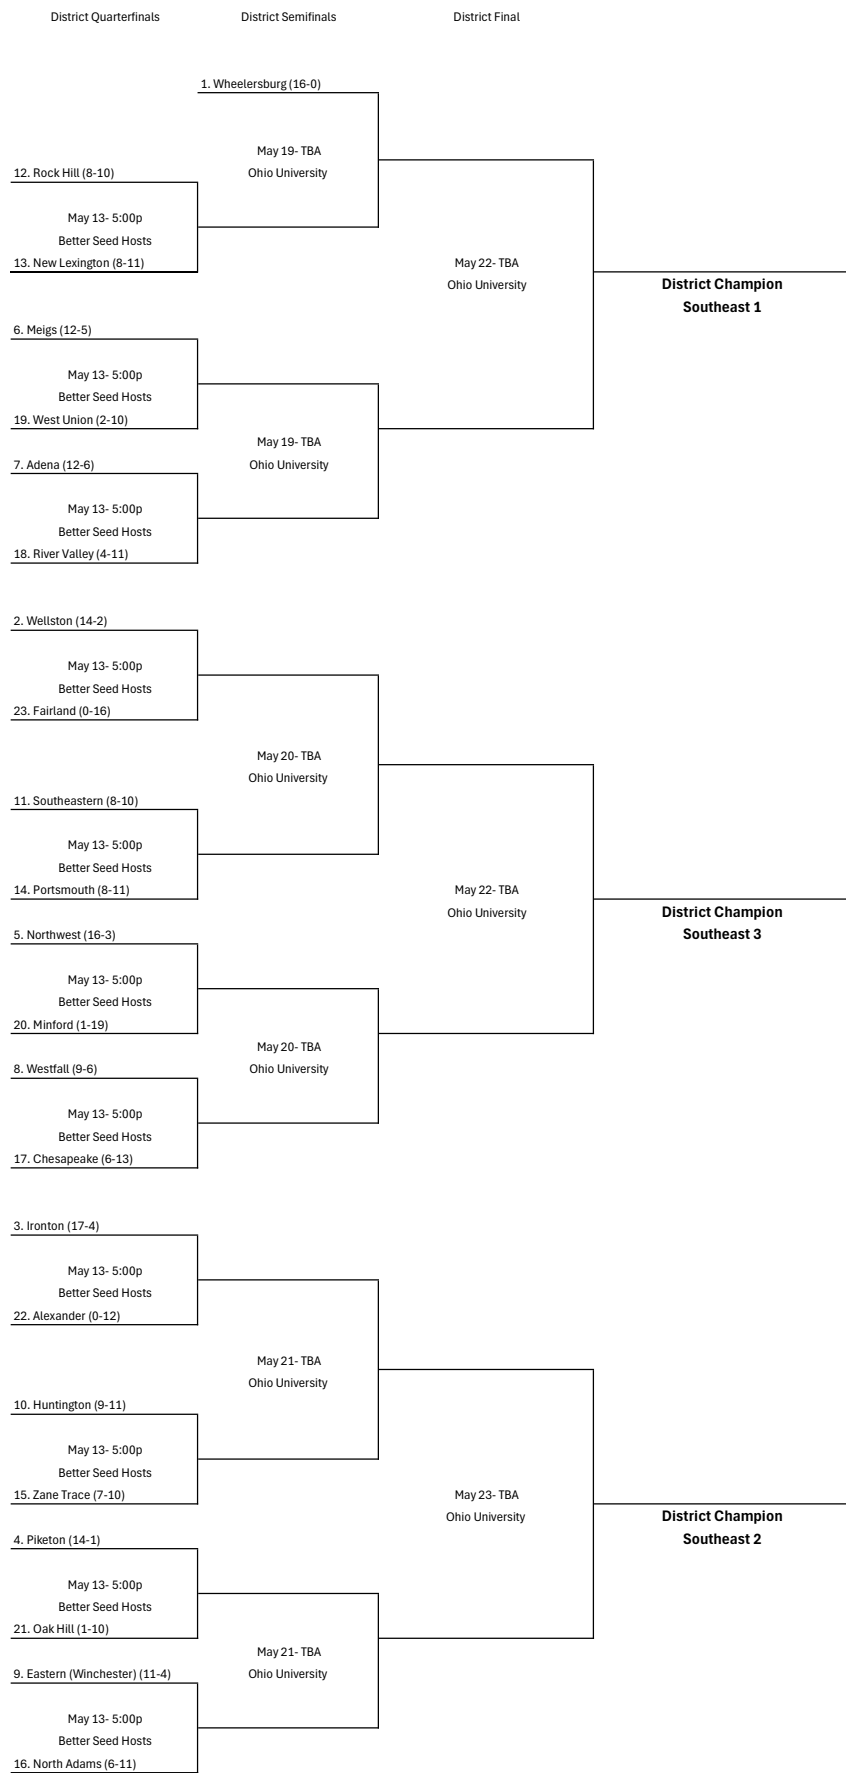 District Quarterfinals District Semifinals District Final
1. Wheelersburg (16-0)
May 19- TBA
Ohio University
12. Rock Hill (8-10)
May 13- 5:00p
Better Seed Hosts
13. New Lexington (8-11)
May 22- TBA
Ohio University
District Champion
Southeast 1
6. Meigs (12-5)
May 13- 5:00p
Better Seed Hosts
19. West Union (2-10)
May 19- TBA
Ohio University
7. Adena (12-6)
May 13- 5:00p
Better Seed Hosts
18. River Valley (4-11)
2. Wellston (14-2)
May 13- 5:00p
Better Seed Hosts
23. Fairland (0-16)
May 20- TBA
Ohio University
11. Southeastern (8-10)
May 13- 5:00p
Better Seed Hosts
14. Portsmouth (8-11)
May 22- TBA
Ohio University
District Champion
Southeast 3
5. Northwest (16-3)
May 13- 5:00p
Better Seed Hosts
20. Minford (1-19)
May 20- TBA
Ohio University
8. Westfall (9-6)
May 13- 5:00p
Better Seed Hosts
17. Chesapeake (6-13)
3. Ironton (17-4)
May 13- 5:00p
Better Seed Hosts
22. Alexander (0-12)
May 21- TBA
Ohio University
10. Huntington (9-11)
May 13- 5:00p
Better Seed Hosts
15. Zane Trace (7-10)
May 23- TBA
Ohio University
District Champion
Southeast 2
4. Piketon (14-1)
May 13- 5:00p
Better Seed Hosts
21. Oak Hill (1-10)
May 21- TBA
Ohio University
9. Eastern (Winchester) (11-4)
May 13- 5:00p
Better Seed Hosts
16. North Adams (6-11)